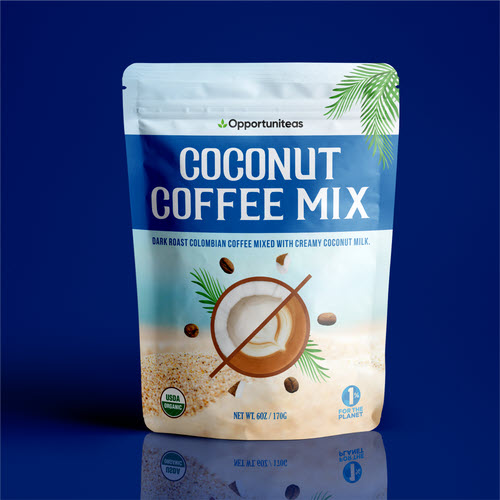 Opportuniteas
COCONUT
COFFEE MIX
DARK ROAST COLOMBIAN COFFEE MIXED WITH CREAMY COCONUT MILK.
USDA
ORGANIC
NET WT. 6OZ / 170G
1%
FOR THE
PLANET